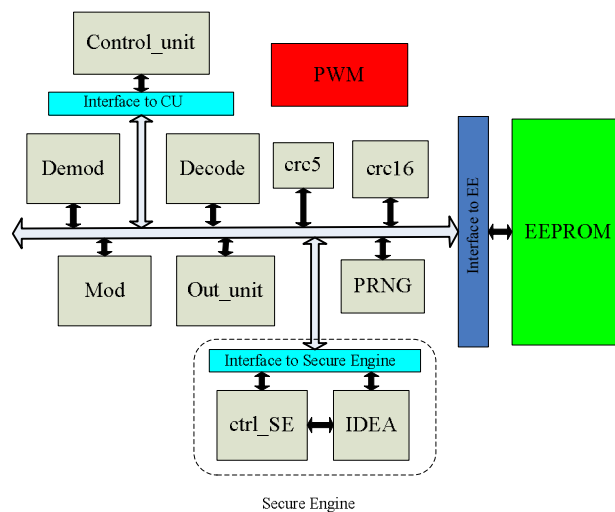 Control_unit
PWM
Interface to CU
Demod
Decode
crc5
crc16
Interface to EE
EEPROM
Mod
Out_unit
PRNG
Interface to Secure Engine
ctrl_SE
IDEA
Secure Engine